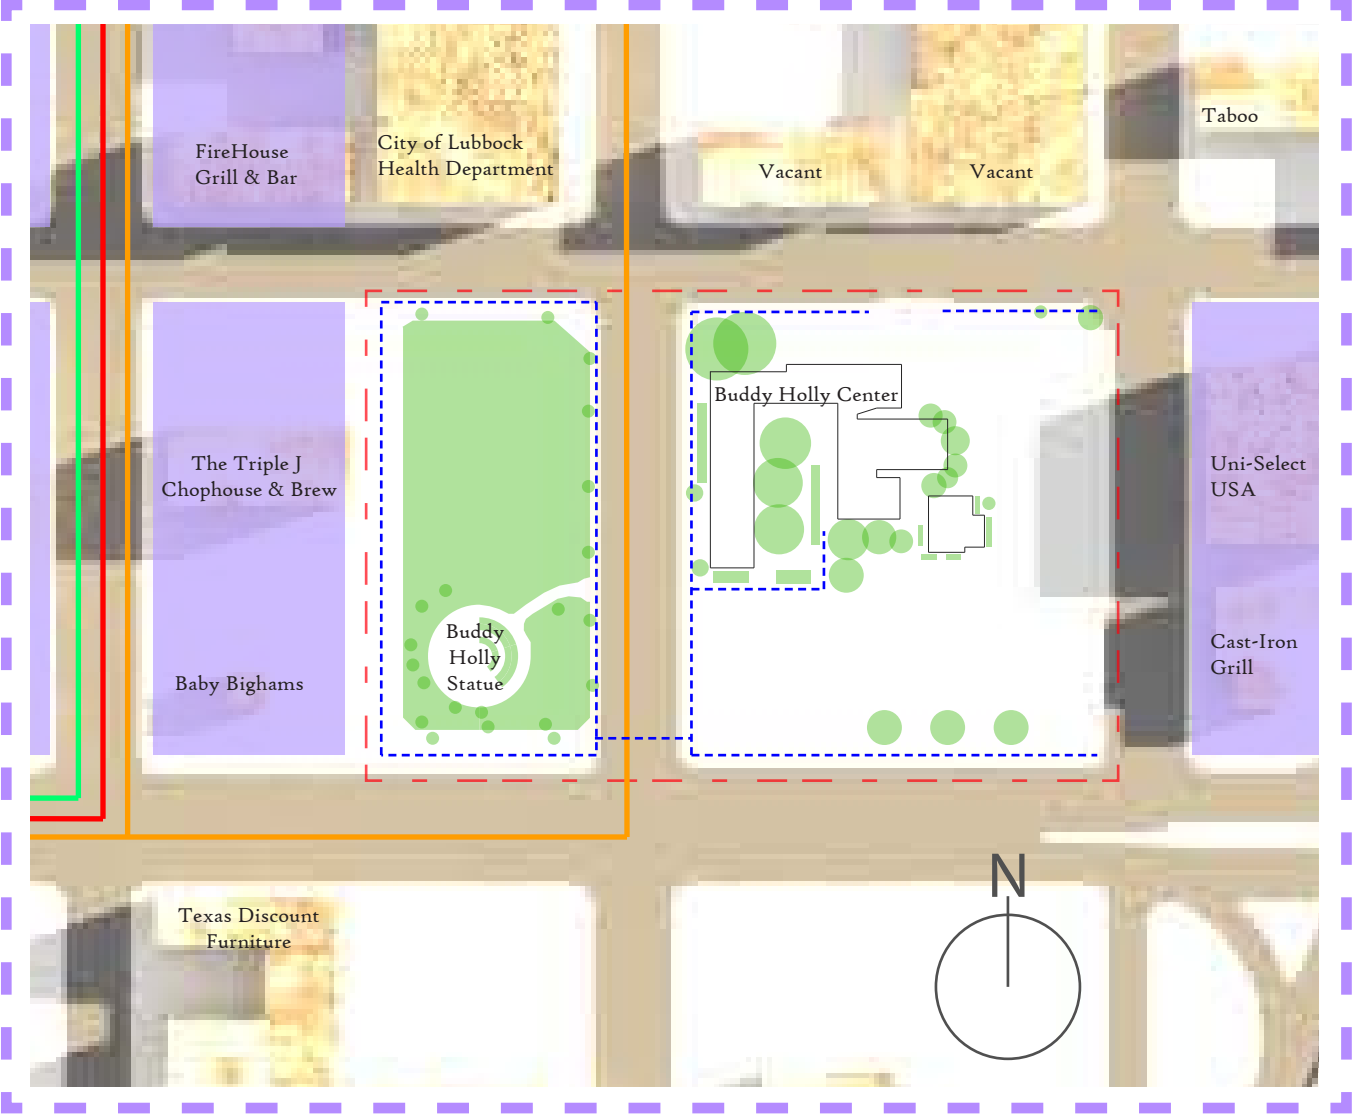 FireHouse
Grill & Bar
City of Lubbock
Health Department
Vacant
Vacant
Taboo
Buddy Holly Center
The Triple J
Chophouse & Brew
Uni-Select
USA
Buddy
Holly
Statue
Baby Bighams
Cast-Iron
Grill
Texas Discount
Furniture
N